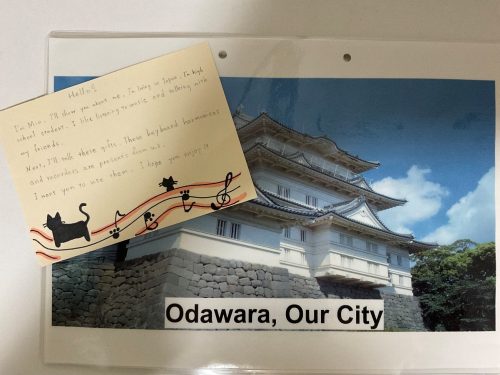 Hello!!
I'm Mio. I'll show you about me. I'm living in Japan. I'm high
school student. I like listening to music and talking with
my friends.
Next, I'll talk these gifts. These keyboard harmonicas
and recorders are presents from us.
I want you to use them. I hope you enjoy it
Odawara, Our City